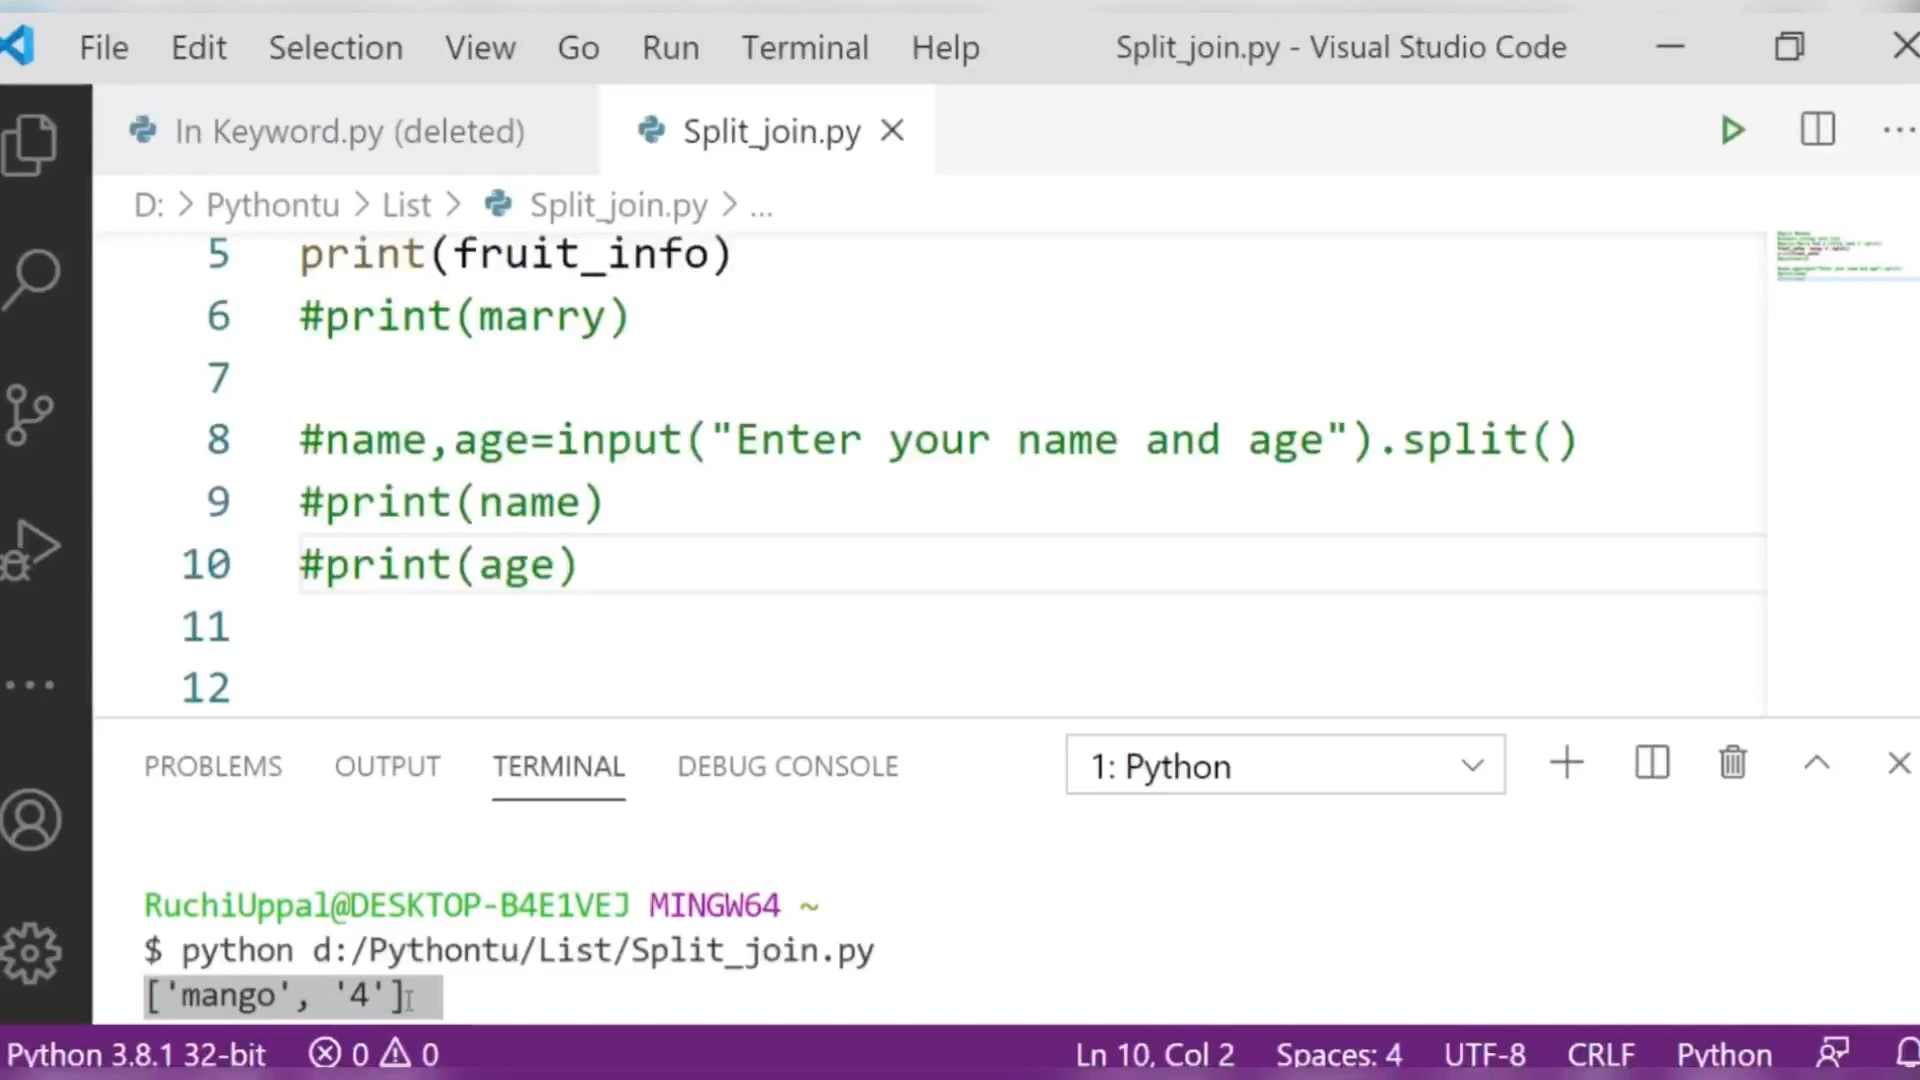 File Edit Selection View Go Run Terminal Help Split_join.py - Visual Studio Code
In Keyword.py (deleted) Split_join.py
D: > Pythontu > List > Split_join.py > ...
5 print(fruit_info)
6 #print(marry)
7
8 #name,age=input("Enter your name and age").split()
9 #print(name)
10 #print(age)
11
12
PROBLEMS OUTPUT TERMINAL DEBUG CONSOLE 1: Python
RuchiUppal@DESKTOP-B4E1VEJ MINGW64 ~
$ python d:/Pythontu/List/Split_join.py
['mango', '4']
Python 3.8.1 32-bit 0 0 Ln 10, Col 2 Spaces: 4 UTF-8 CRLF Python